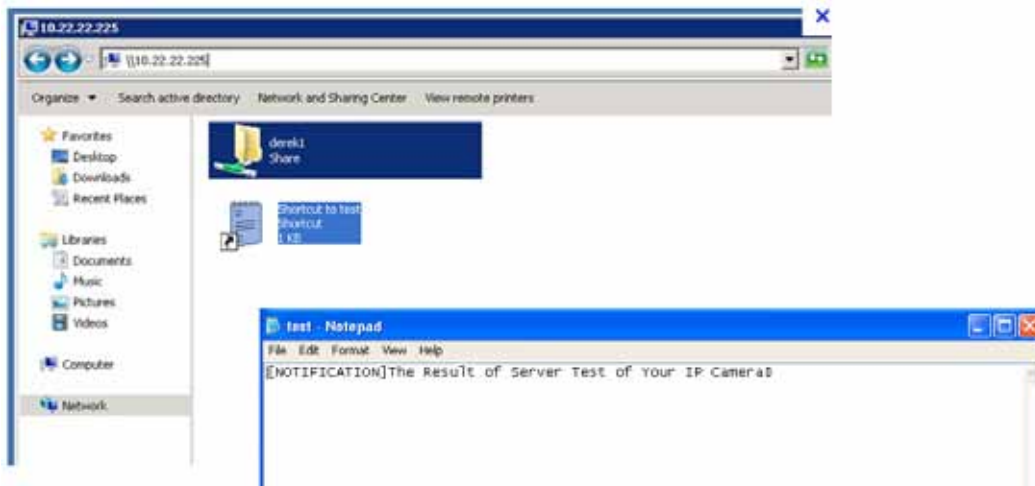 10.22.22.225
\\10.22.22.225
Organize Search active directory Network and Sharing Center View remote printers
Favorites
Desktop
Downloads
Recent Places
Libraries
Documents
Music
Pictures
Videos
Computer
Network
derek1
Share
Shortcut to test
Shortcut
1 KB
test - Notepad
File Edit Format View Help
[NOTIFICATION]The Result of Server Test of Your IP Camera